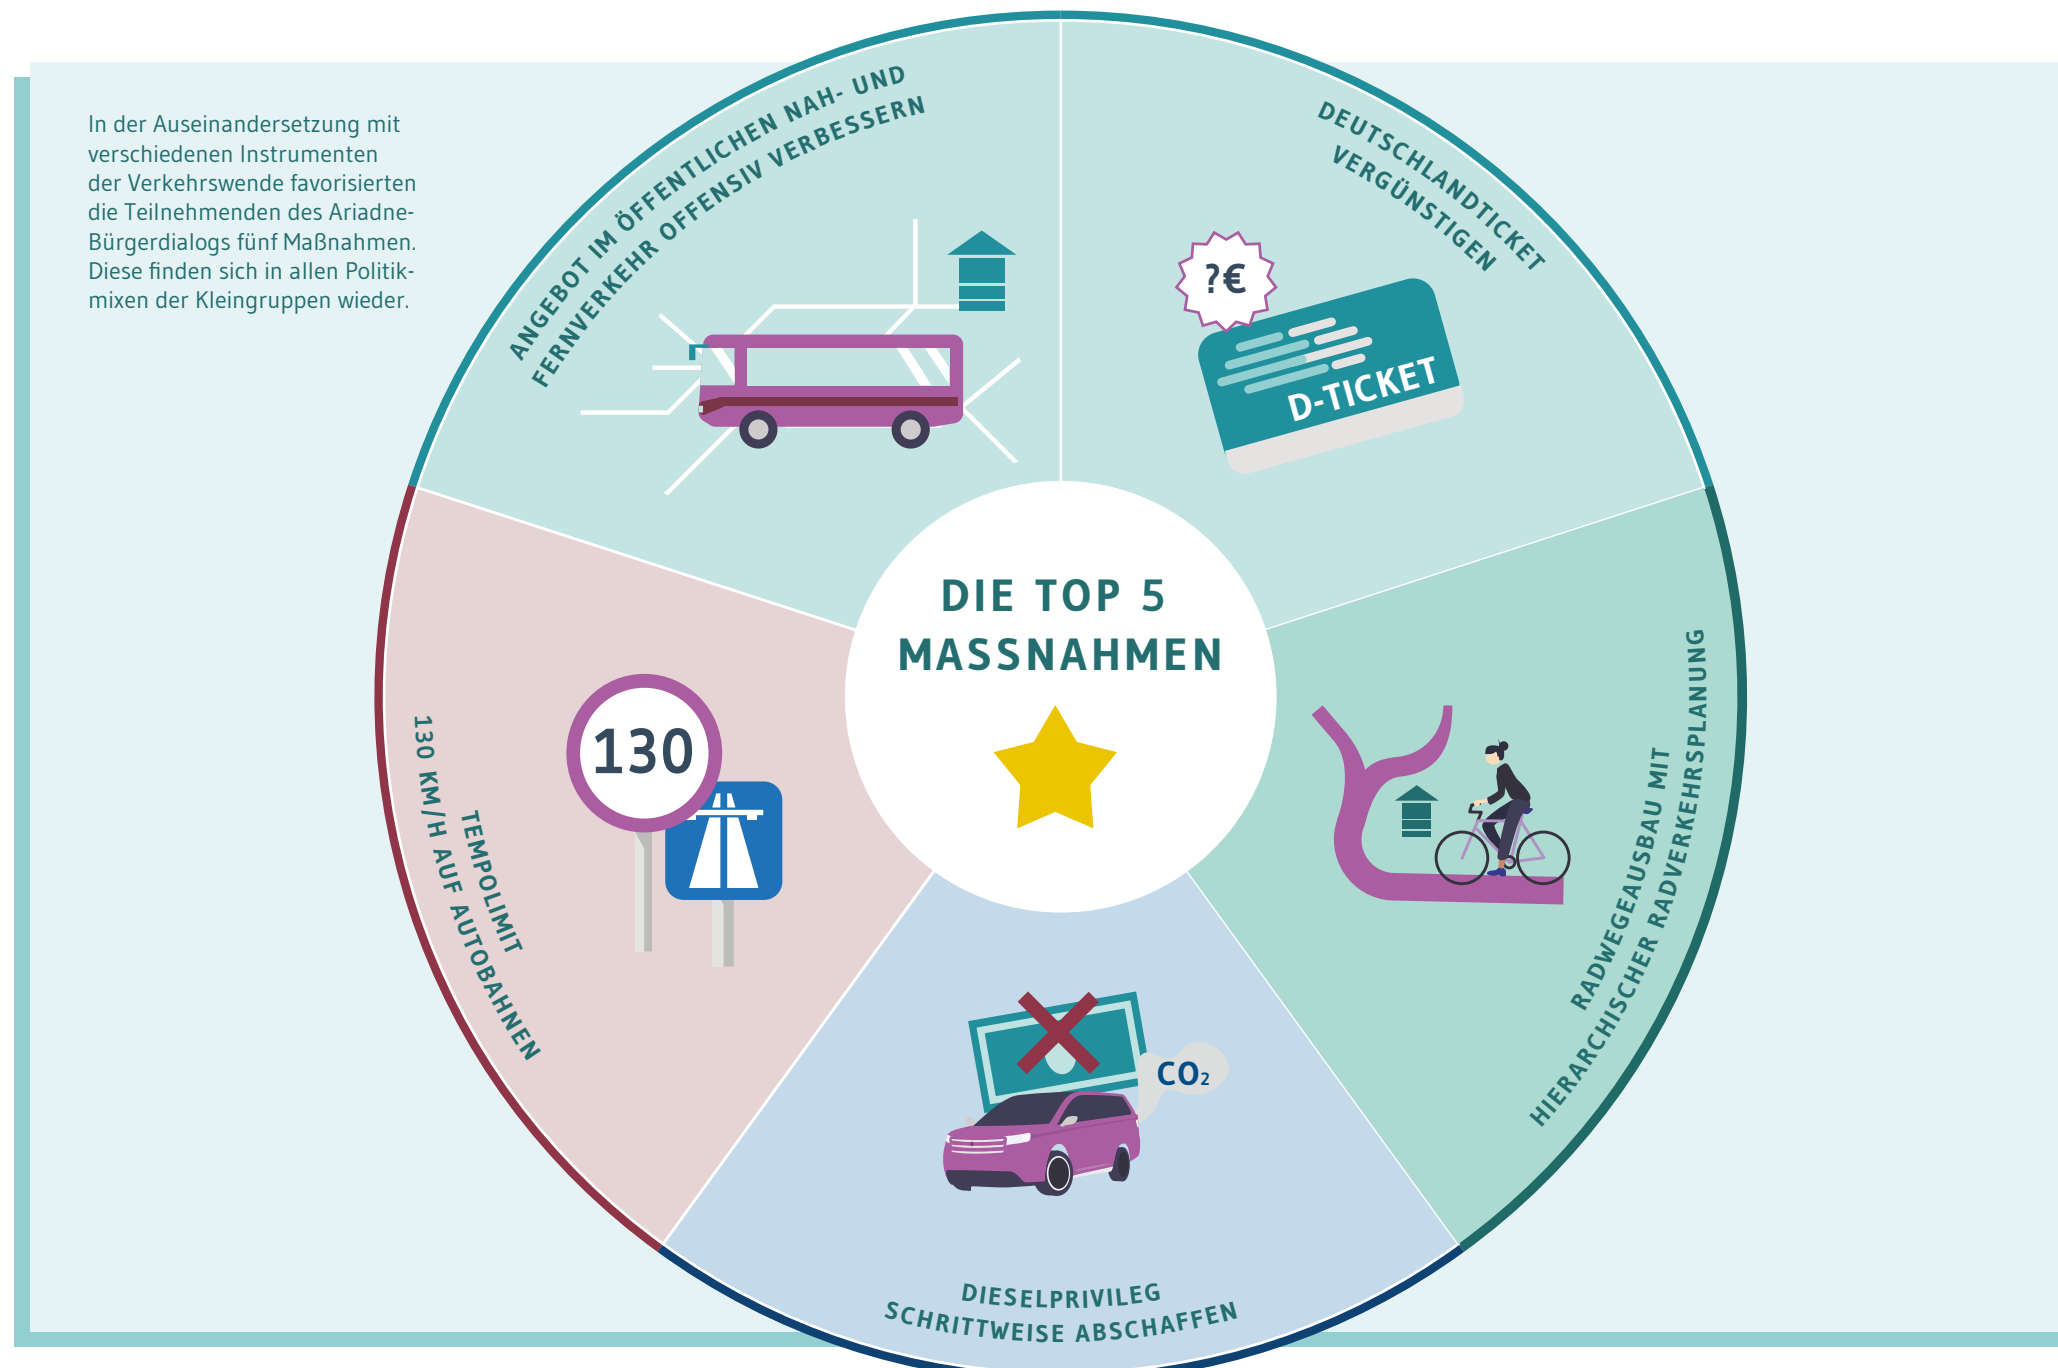 In der Auseinandersetzung mit
verschiedenen Instrumenten
der Verkehrswende favorisierten
die Teilnehmenden des Ariadne-
Bürgerdialogs fünf Maßnahmen.
Diese finden sich in allen Politik-
mixen der Kleingruppen wieder.
ANGEBOT IM ÖFFENTLICHEN NAH- UND
FERNVERKEHR OFFENSIV VERBESSERN
DEUTSCHLANDTICKET
VERGÜNSTIGEN
?€
D-TICKET
DIE TOP 5
MASSNAHMEN
130
TEMPOLIMIT
130 KM/H AUF AUTOBAHNEN
RADWEGEAUSBAU MIT
HIERARCHISCHER RADVERKEHRSPLANUNG
CO₂
DIESELPRIVILEG
SCHRITTWEISE ABSCHAFFEN